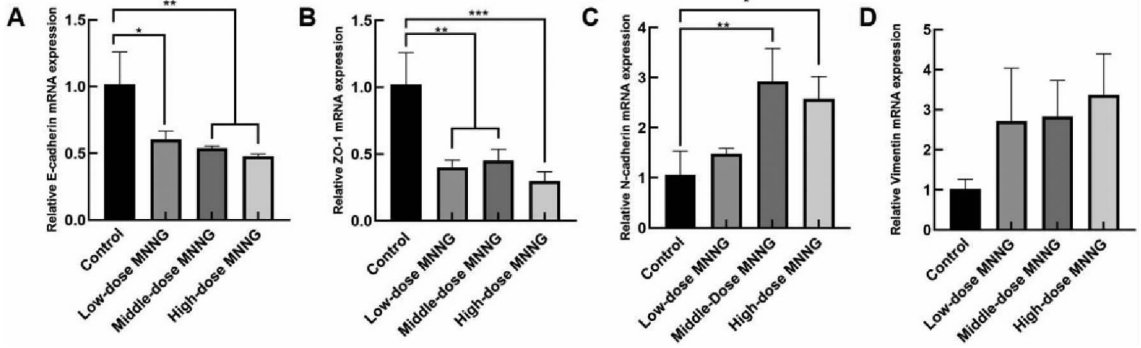 A
Relative E-cadherin mRNA expression
1.5
1.0
0.5
0.0
**
*
Control
Low-dose MNNG
Middle-dose MNNG
High-dose MNNG
B
Relative ZO-1 mRNA expression
1.5
1.0
0.5
0.0
***
**
Control
Low-dose MNNG
Middle-dose MNNG
High-dose MNNG
C
Relative N-cadherin mRNA expression
4
3
2
1
0
*
**
Control
Low-dose MNNG
Middle-Dose MNNG
High-dose MNNG
D
Relative Vimentin mRNA expression
5
4
3
2
1
0
Control
Low-dose MNNG
Middle-dose MNNG
High-dose MNNG